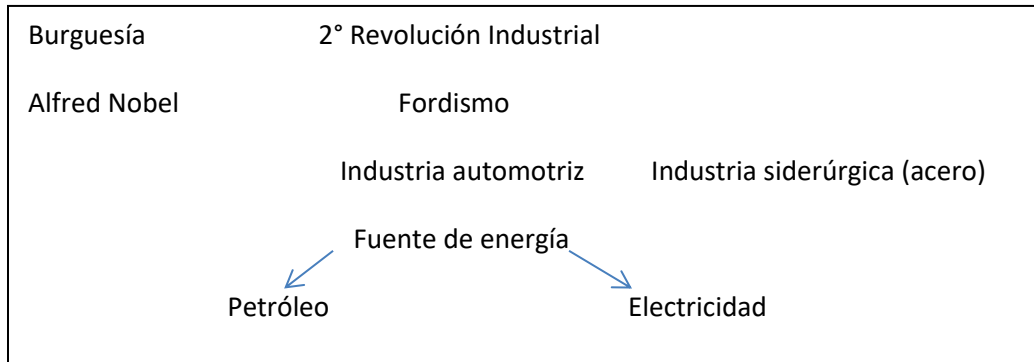 Burguesía 2° Revolución Industrial
Alfred Nobel Fordismo
Industria automotriz Industria siderúrgica (acero)
Fuente de energía
Petróleo Electricidad